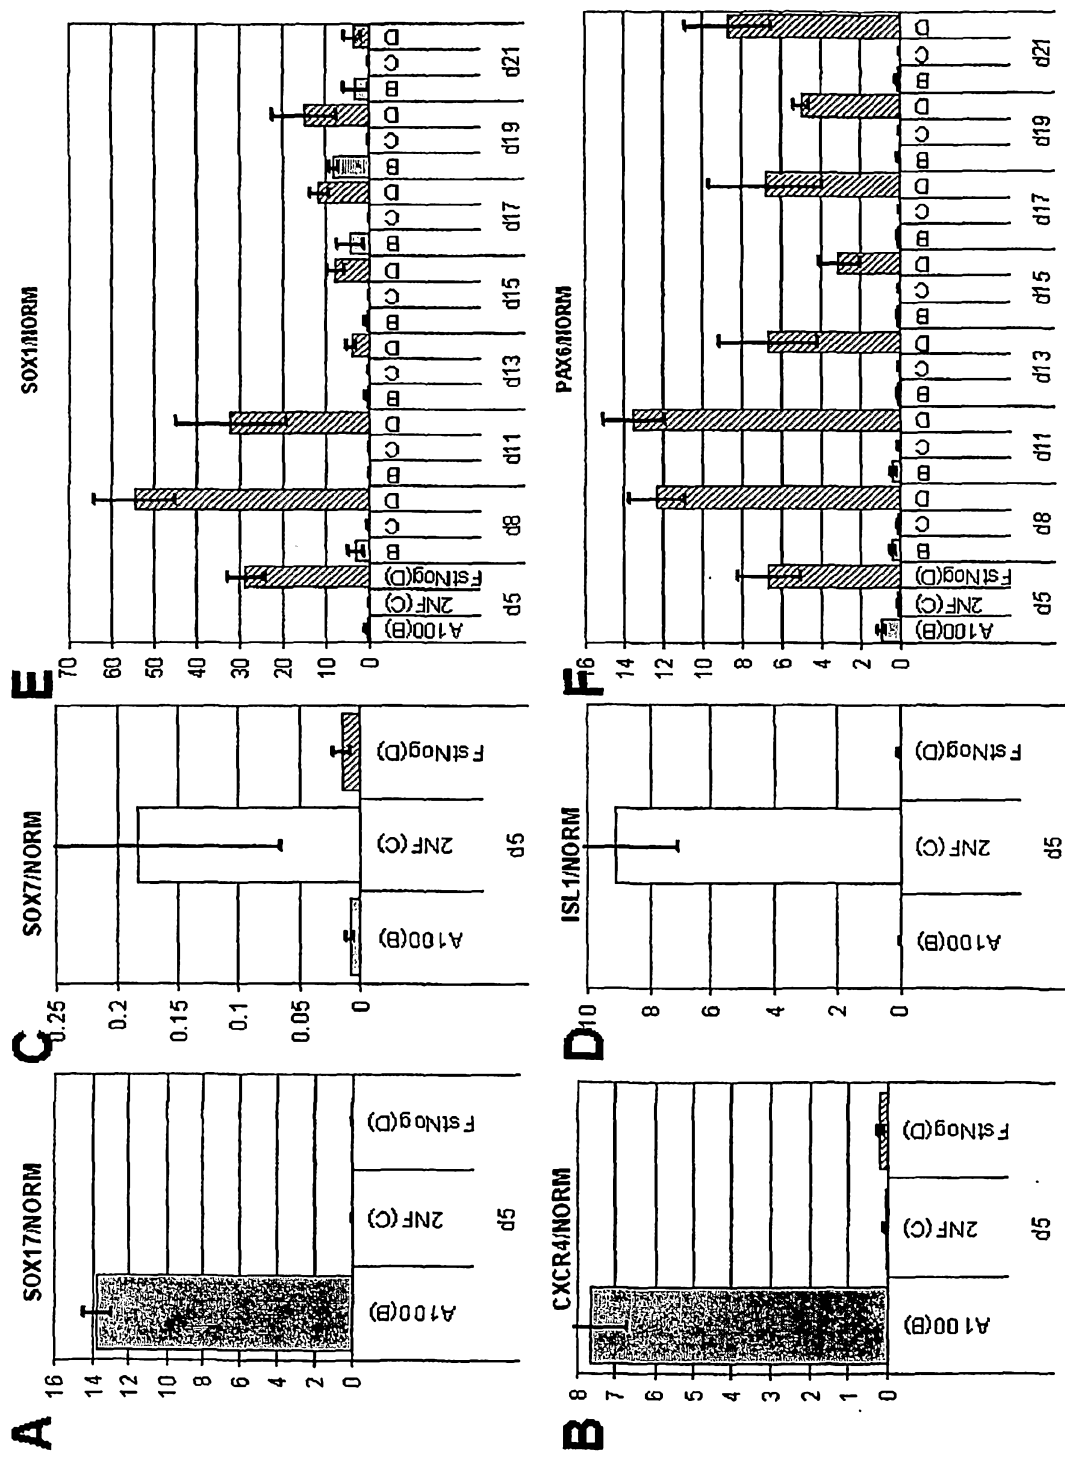 A
SOX17/NORM
16
14
12
10
8
6
4
2
0
A100(B)
2NF(C)
FstNog(D)
d5
B
CXCR4/NORM
8
7
6
5
4
3
2
1
0
A100(B)
2NF(C)
FstNog(D)
d5
C
SOX7/NORM
0.25
0.2
0.15
0.1
0.05
0
A100(B)
2NF(C)
FstNog(D)
d5
D
ISL1/NORM
10
8
6
4
2
0
A100(B)
2NF(C)
FstNog(D)
d5
E
SOX1/NORM
70
60
50
40
30
20
10
0
A100(B) 2NF(C) FstNog(D) B C D B C D B C D B C D B C D B C D B C D
d5 d8 d11 d13 d15 d17 d19 d21
F
PAX6/NORM
16
14
12
10
8
6
4
2
0
A100(B) 2NF(C) FstNog(D) B C D B C D B C D B C D B C D B C D B C D
d5 d8 d11 d13 d15 d17 d19 d21